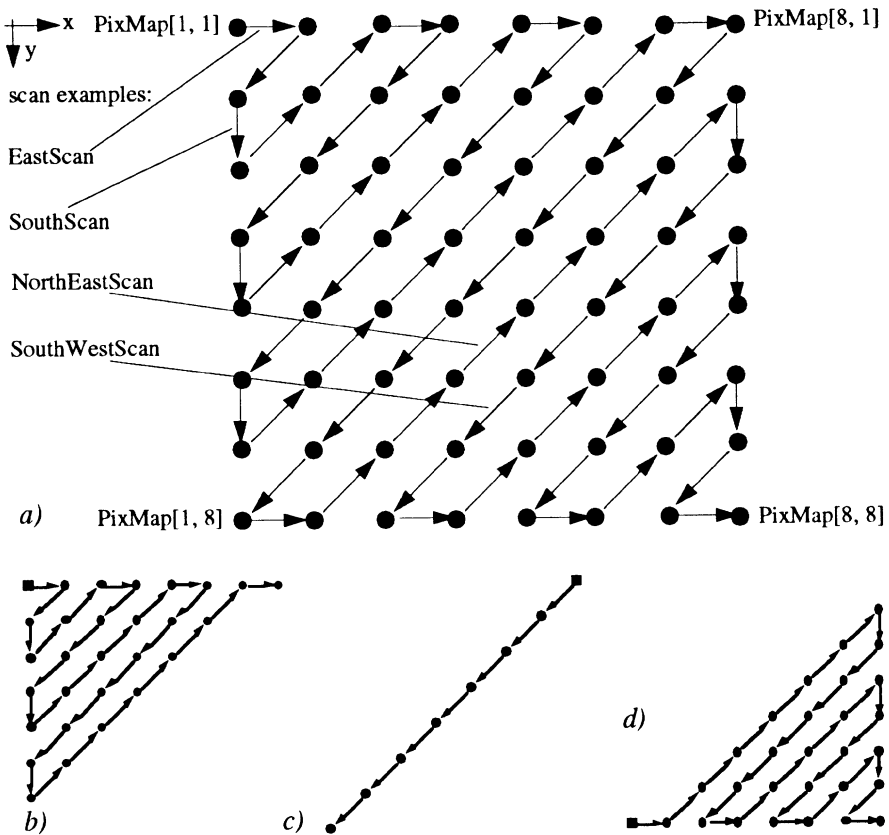 x PixMap[1, 1] PixMap[8, 1]
y
scan examples:
EastScan
SouthScan
NorthEastScan
SouthWestScan
a) PixMap[1, 8] PixMap[8, 8]
d)
b) c)